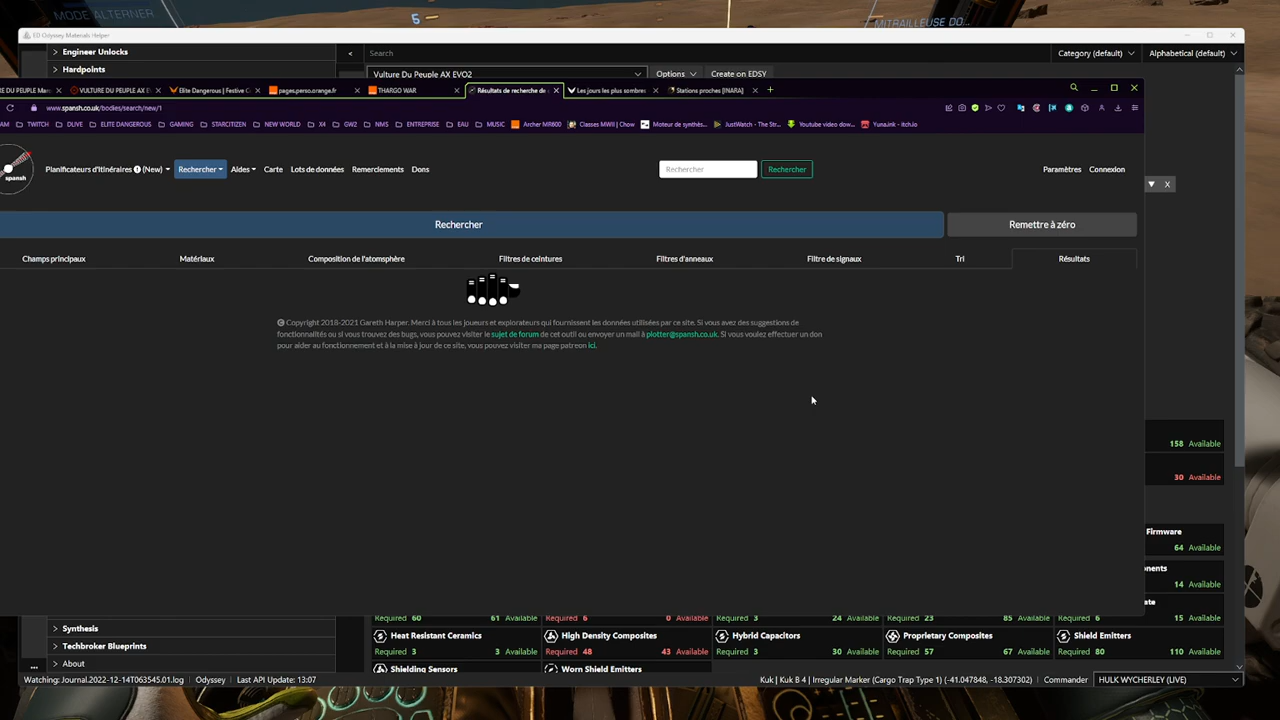 MODE ALTERNER
5
MITRAILLEUSE DO...
ED Odyssey Materials Helper
Engineer Unlocks
Hardpoints
Search
Category (default)
Alphabetical (default)
Vulture Du Peuple AX EVO2
Options
Create on EDSY
VULTURE DU PEUPLE AX E
Elite Dangerous | Festive C
pages.perso.orange.fr
THARGO WAR
Résultats de recherche de
Les jours les plus sombres
Stations proches [INARA]
www.spansh.co.uk/bodies/search/new/1
TWITCH
DLIVE
ELITE DANGEROUS
GAMING
STARCITIZEN
NEW WORLD
X4
GW2
NMS
ENTREPRISE
EAU
MUSIC
Archer MR600
Classes MWII | Chow
Moteur de synthès...
JustWatch - The Str...
Youtube video dow...
Yuna.ink - itch.io
spansh
Planificateurs d'Itinéraires (New)
Rechercher
Aides
Carte
Lots de données
Remerciements
Dons
Rechercher
Rechercher
Paramètres
Connexion
X
Rechercher
Remettre à zéro
Champs principaux
Matériaux
Composition de l'atomsphère
Filtres de ceintures
Filtres d'anneaux
Filtre de signaux
Tri
Résultats
© Copyright 2018-2021 Gareth Harper. Merci à tous les joueurs et explorateurs qui fournissent les données utilisées par ce site. Si vous avez des suggestions de
fonctionnalités ou si vous trouvez des bugs, vous pouvez visiter le sujet de forum de cet outil ou envoyer un mail à plotter@spansh.co.uk. Si vous voulez effectuer un don
pour aider au fonctionnement et à la mise à jour de ce site, vous pouvez visiter ma page patreon ici.
158 Available
30 Available
Firmware
64 Available
14 Available
15 Available
Required 60 61 Available
Required 6 0 Available
Required 3 24 Available
Required 23 85 Available
Required 6
Synthesis
Techbroker Blueprints
About
...
Heat Resistant Ceramics
Required 3 3 Available
High Density Composites
Required 48 43 Available
Hybrid Capacitors
Required 3 30 Available
Proprietary Composites
Required 57 67 Available
Shield Emitters
Required 80 110 Available
Shielding Sensors
Worn Shield Emitters
Watching: Journal.2022-12-14T063545.01.log
Odyssey
Last API Update: 13:07
Kuk | Kuk B 4 | Irregular Marker (Cargo Trap Type 1) (-41.047848, -18.307302)
Commander
HULK WYCHERLEY (LIVE)